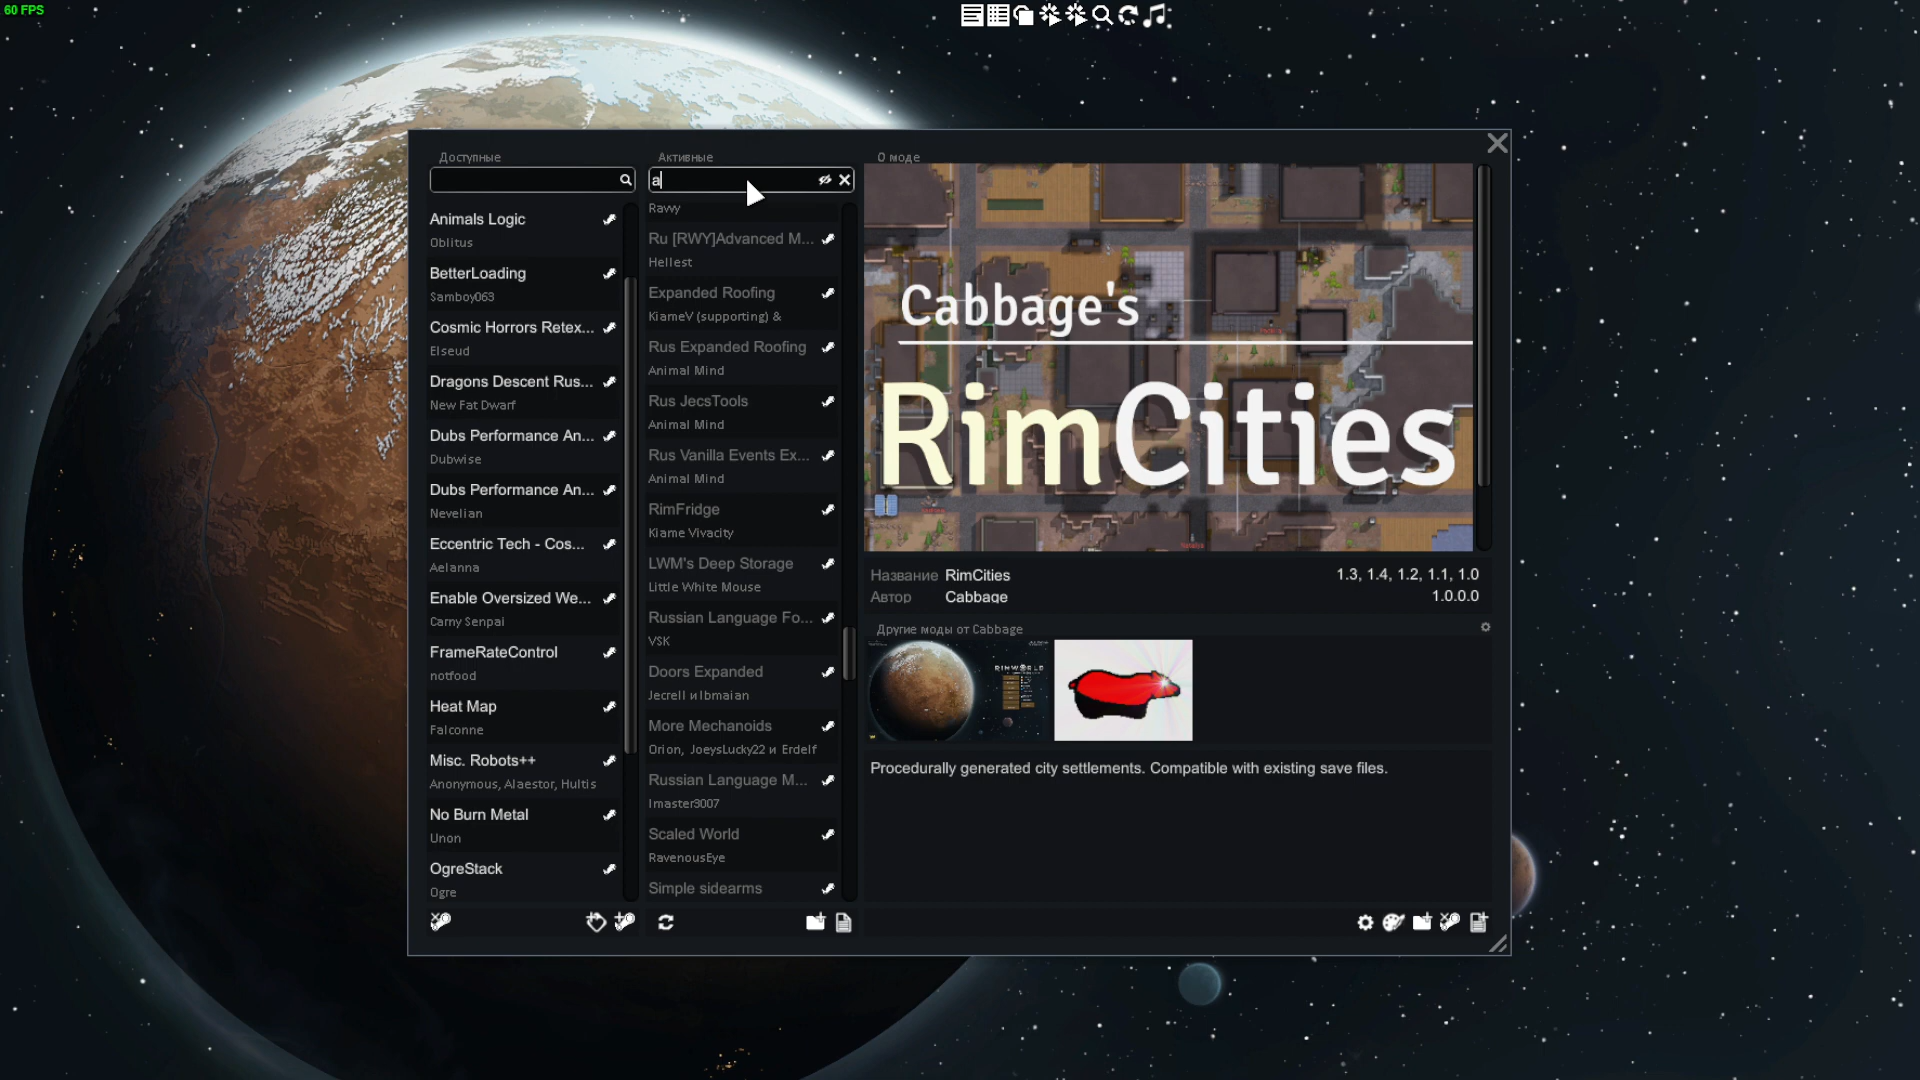 60 FPS
Доступные
Animals Logic
Oblitus
BetterLoading
Samboy063
Cosmic Horrors Retex...
Elseud
Dragons Descent Rus...
New Fat Dwarf
Dubs Performance An...
Dubwise
Dubs Performance An...
Nevelian
Eccentric Tech - Cos...
Aelanna
Enable Oversized We...
Carny Senpai
FrameRateControl
notfood
Heat Map
Falconne
Misc. Robots++
Anonymous, Alaestor, Hultis
No Burn Metal
Unon
OgreStack
Ogre
Активные
a
Ravvy
Ru [RWY]Advanced M...
Hellest
Expanded Roofing
KiameV (supporting) &
Rus Expanded Roofing
Animal Mind
Rus JecsTools
Animal Mind
Rus Vanilla Events Ex...
Animal Mind
RimFridge
Kiame Vivacity
LWM's Deep Storage
Little White Mouse
Russian Language Fo...
VSK
Doors Expanded
Jecrell и lbmaian
More Mechanoids
Orion, JoeysLucky22 и Erdelf
Russian Language M...
Imaster3007
Scaled World
RavenousEye
Simple sidearms
О моде
Cabbage's
RimCities
Название RimCities
1.3, 1.4, 1.2, 1.1, 1.0
Автор Cabbage
1.0.0.0
Другие моды от Cabbage
RIMWORLD
Procedurally generated city settlements. Compatible with existing save files.